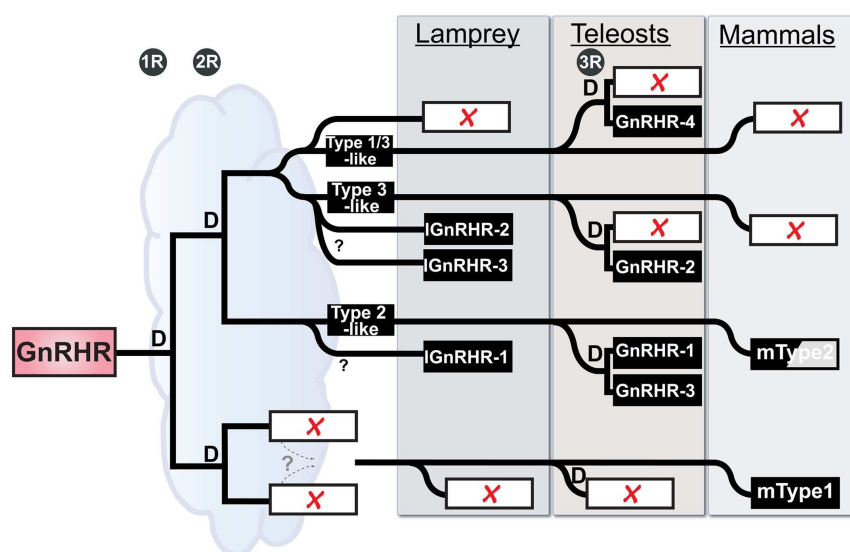 Lamprey
Teleosts
Mammals
1R
2R
3R
D
GnRHR-4
Type 1/3
-like
Type 3
-like
lGnRHR-2
?
lGnRHR-3
D
D
GnRHR-2
Type 2
-like
?
lGnRHR-1
D
GnRHR-1
GnRHR-3
mType2
GnRHR
D
D
?
D
mType1